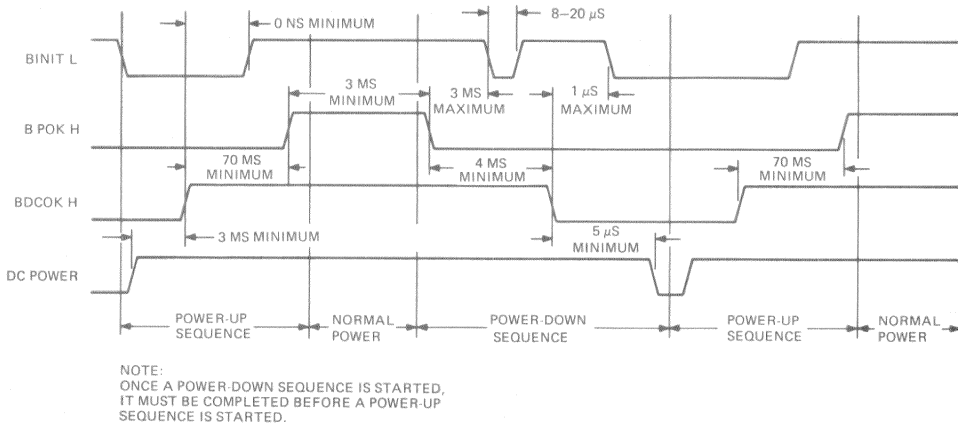 0 NS MINIMUM
8-20 µS
BINIT L
3 MS
MINIMUM
3 MS
MAXIMUM
1 µS
MAXIMUM
B POK H
70 MS
MINIMUM
4 MS
MINIMUM
70 MS
MINIMUM
BDCOK H
3 MS MINIMUM
5 µS
MINIMUM
DC POWER
POWER-UP
SEQUENCE
NORMAL
POWER
POWER-DOWN
SEQUENCE
POWER-UP
SEQUENCE
NORMAL
POWER
NOTE:
ONCE A POWER-DOWN SEQUENCE IS STARTED,
IT MUST BE COMPLETED BEFORE A POWER-UP
SEQUENCE IS STARTED.